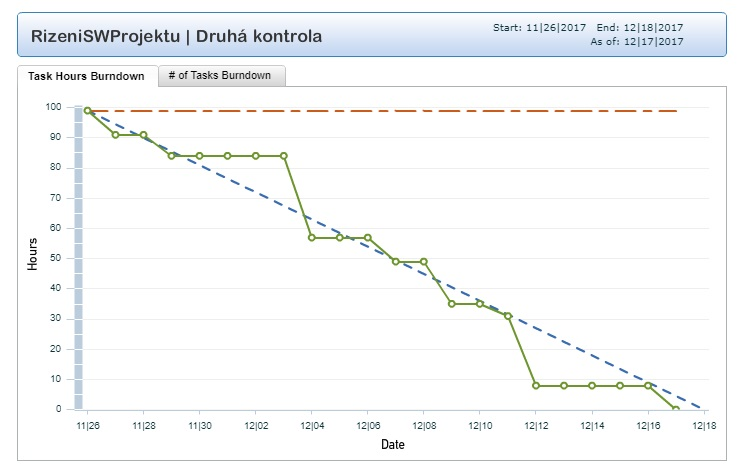 RizeniSWProjektu | Druhá kontrola
Start: 11|26|2017 End: 12|18|2017
As of: 12|17|2017
Task Hours Burndown
# of Tasks Burndown
100
90
80
70
60
50
40
30
20
10
0
Hours
11|26 11|28 11|30 12|02 12|04 12|06 12|08 12|10 12|12 12|14 12|16 12|18
Date